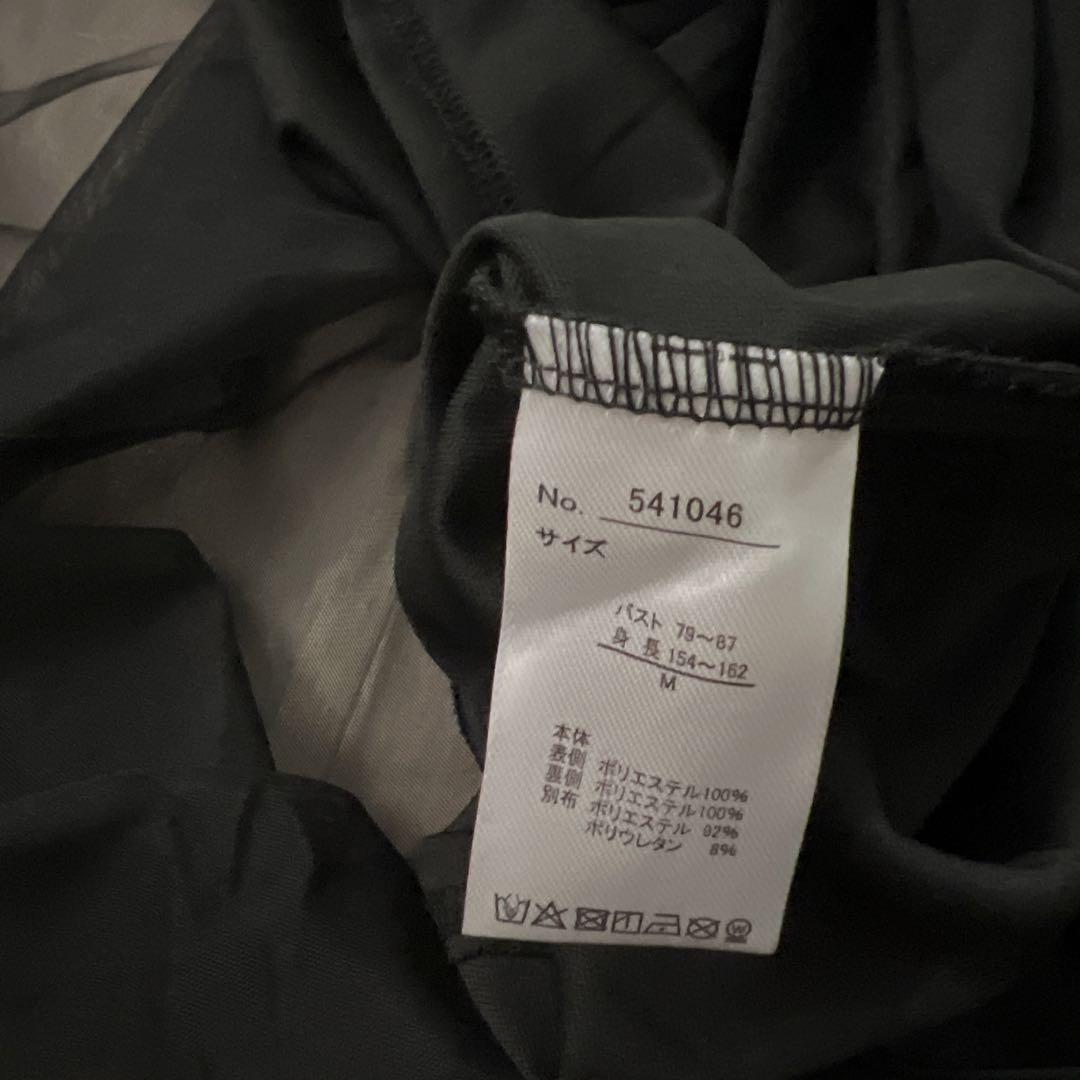 No. 541046
サイズ
バスト 79～87
身長 154～162
M
本体
表側 ポリエステル100%
裏側 ポリエステル100%
別布 ポリエステル 92%
ポリウレタン 8%
W